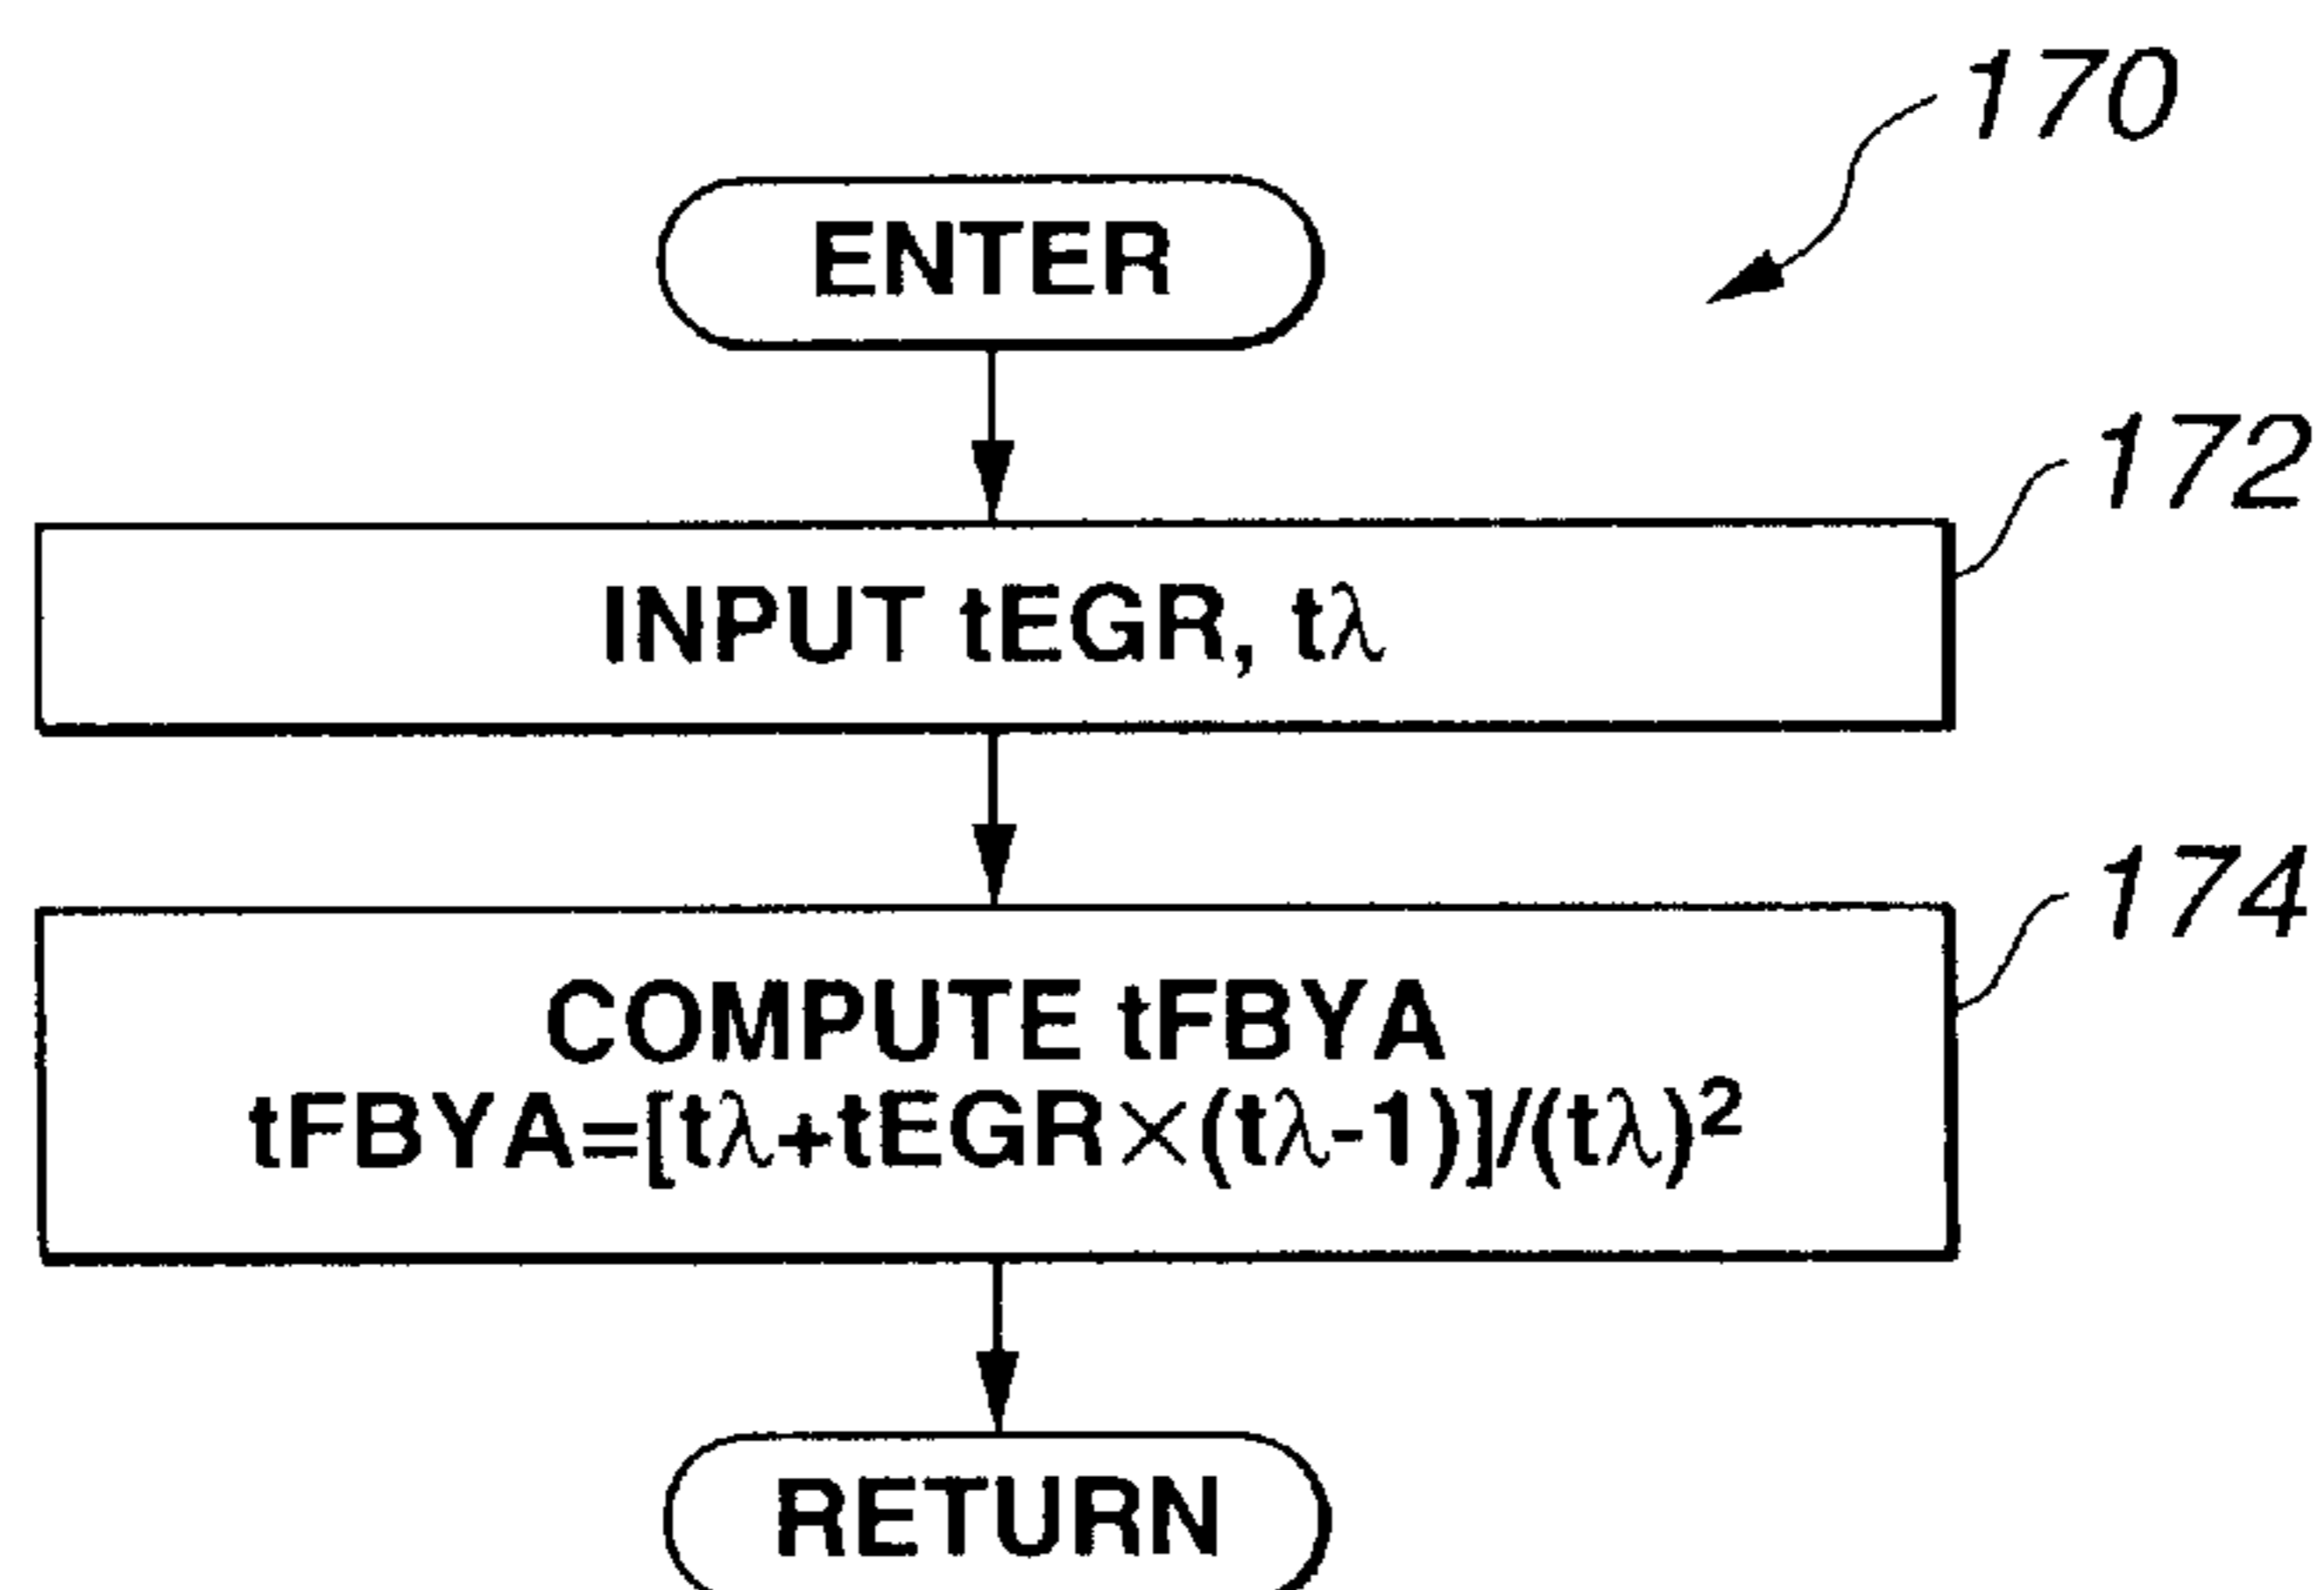 170
ENTER
172
INPUT tEGR, tλ
174
COMPUTE tFBYA
tFBYA=[tλ+tEGR×(tλ-1)]/(tλ)²
RETURN